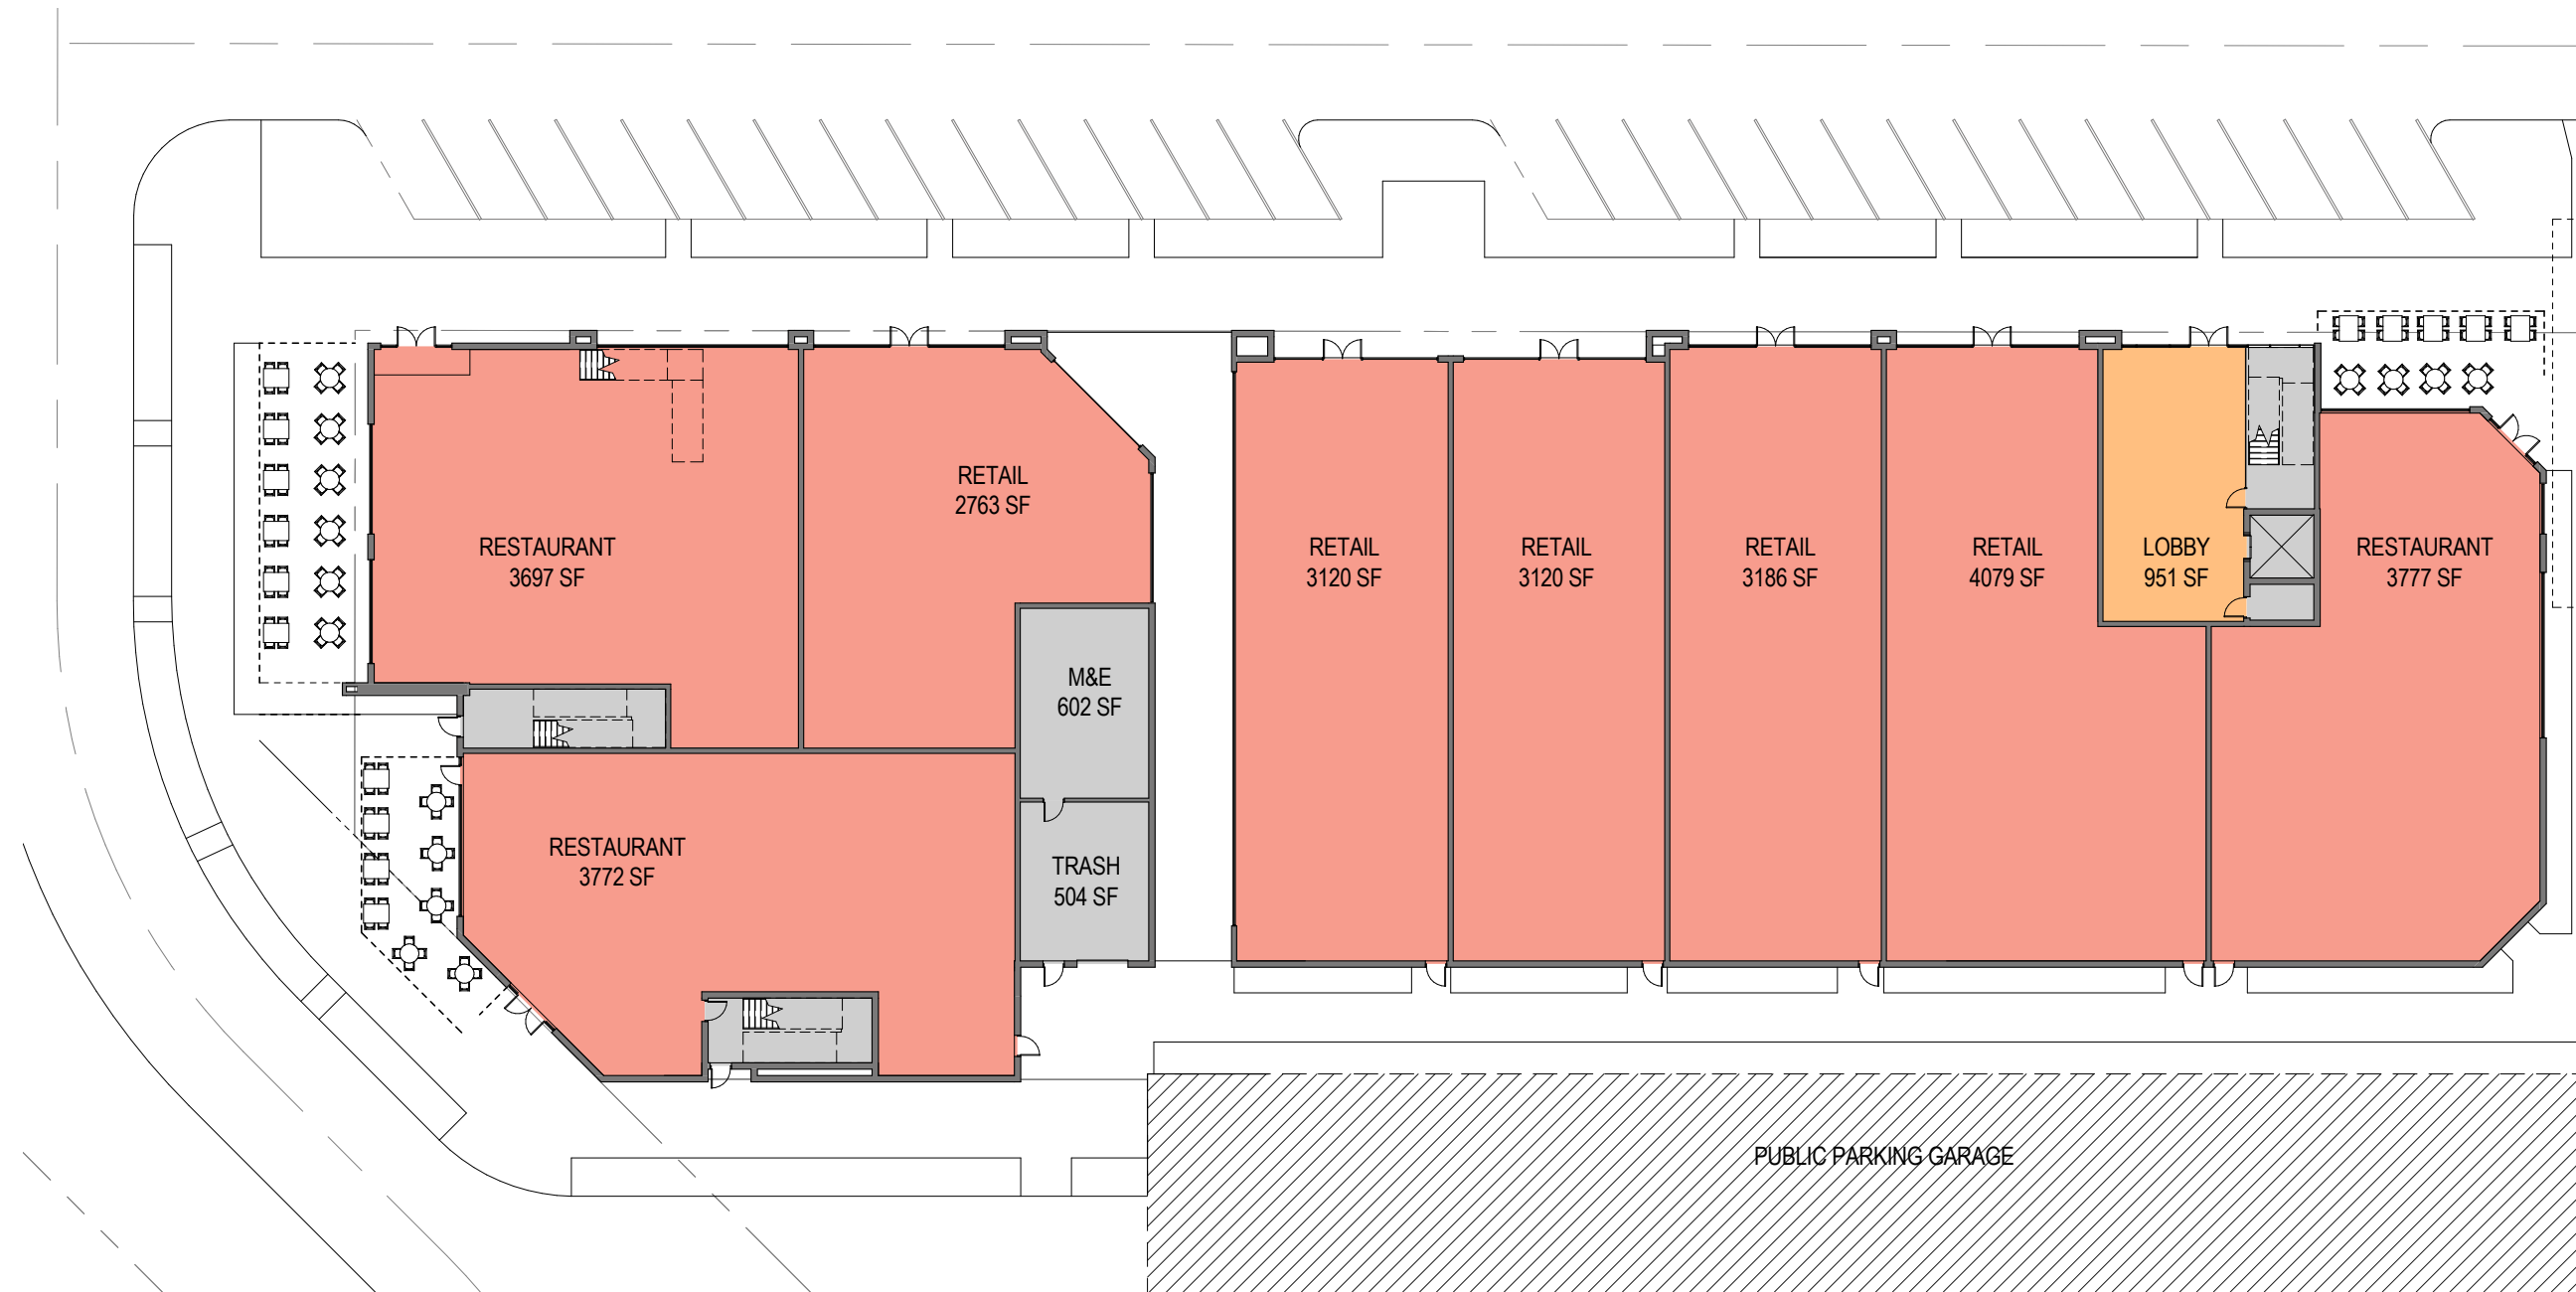 RETAIL
2763 SF
RESTAURANT
3697 SF
RETAIL
3120 SF
RETAIL
3120 SF
RETAIL
3186 SF
RETAIL
4079 SF
LOBBY
951 SF
RESTAURANT
3777 SF
M&E
602 SF
RESTAURANT
3772 SF
TRASH
504 SF
PUBLIC PARKING GARAGE